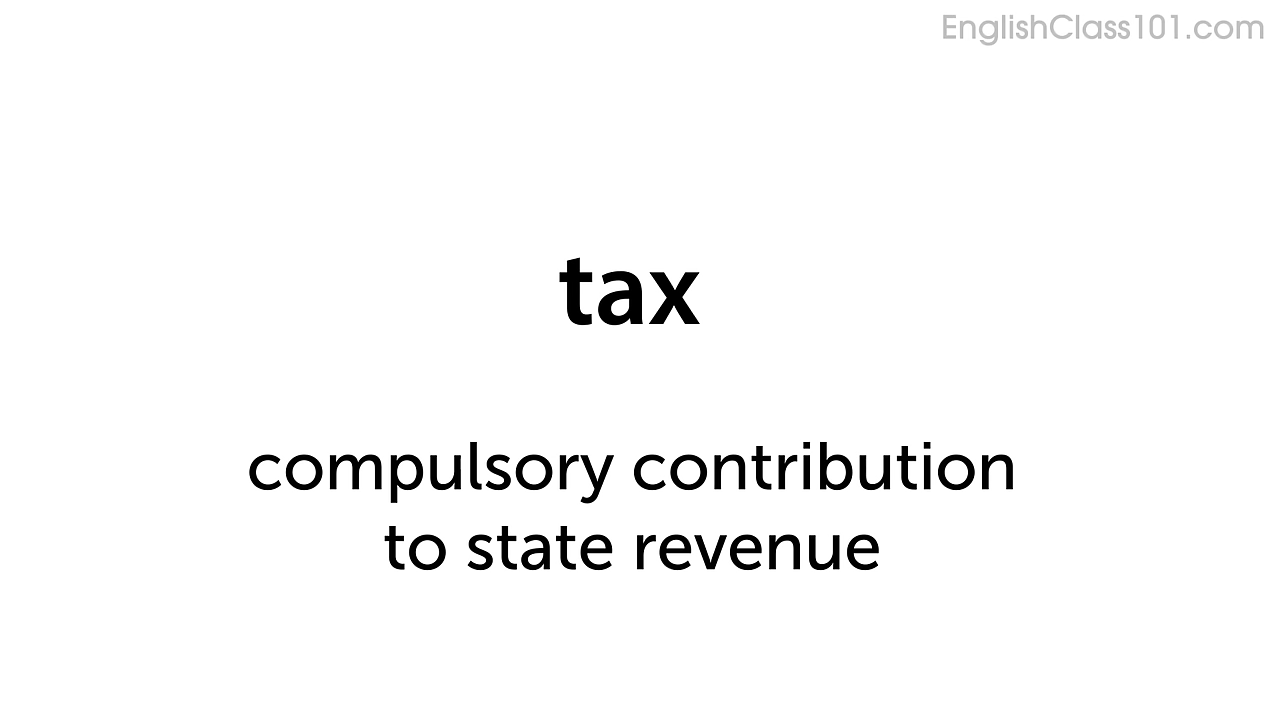 EnglishClass101.com
tax
compulsory contribution
to state revenue